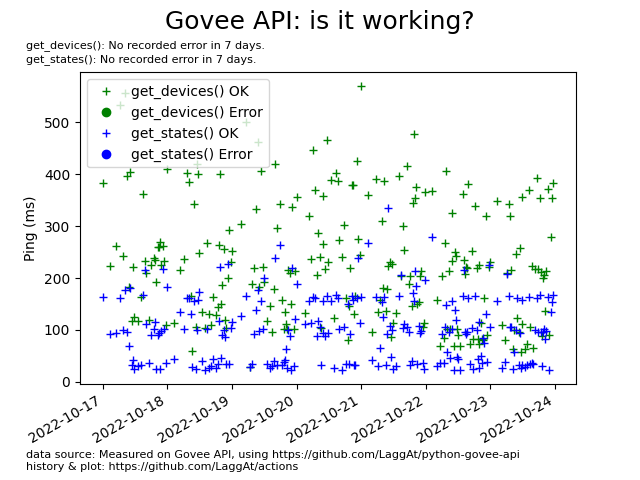 Govee API: is it working?
get_devices(): No recorded error in 7 days.
get_states(): No recorded error in 7 days.
get_devices() OK
get_devices() Error
get_states() OK
get_states() Error
Ping (ms)
500
400
300
200
100
0
2022-10-17
2022-10-18
2022-10-19
2022-10-20
2022-10-21
2022-10-22
2022-10-23
2022-10-24
data source: Measured on Govee API, using https://github.com/LaggAt/python-govee-api
history & plot: https://github.com/LaggAt/actions